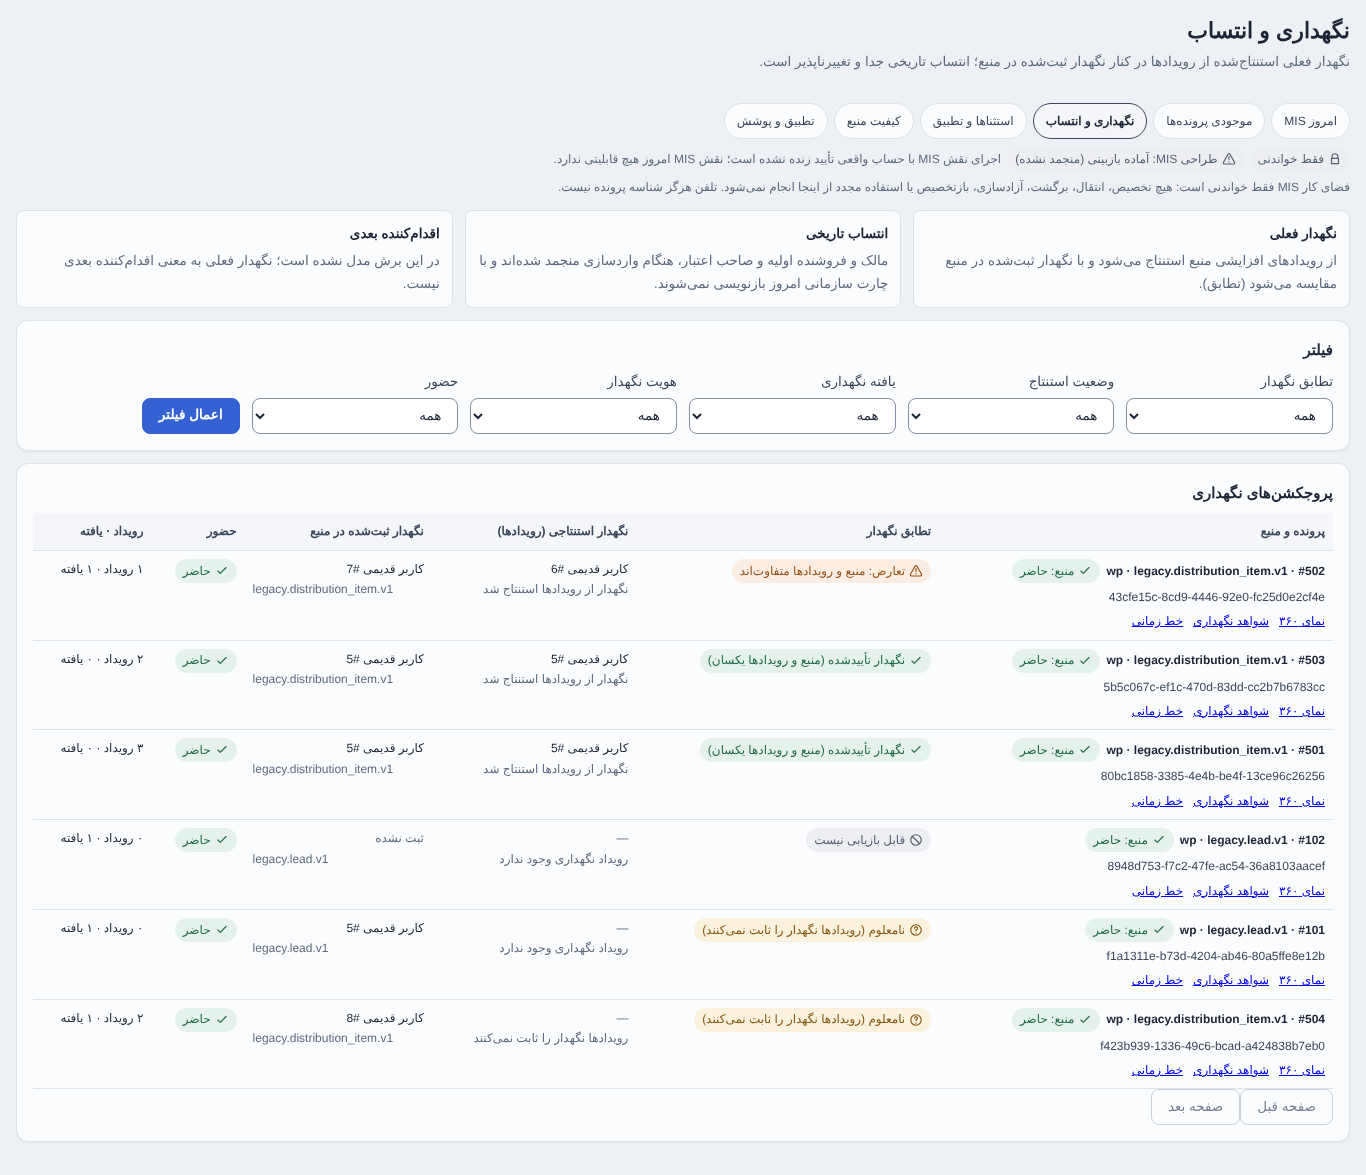 نگهداری و انتساب
نگهدار فعلی استنتاج‌شده از رویدادها در کنار نگهدار ثبت‌شده در منبع؛ انتساب تاریخی جدا و تغییرناپذیر است.
امروز MIS
موجودی پرونده‌ها
نگهداری و انتساب
استثناها و تطبیق
کیفیت منبع
تطبیق و پوشش
فقط خواندنی
طراحی MIS: آماده بازبینی (منجمد نشده)
اجرای نقش MIS با حساب واقعی تأیید زنده نشده است؛ نقش MIS امروز هیچ قابلیتی ندارد.
فضای کار MIS فقط خواندنی است: هیچ تخصیص، انتقال، برگشت، آزادسازی، بازتخصیص یا استفاده مجدد از اینجا انجام نمی‌شود. تلفن هرگز شناسه پرونده نیست.
نگهدار فعلی
از رویدادهای افزایشی منبع استنتاج می‌شود و با نگهدار ثبت‌شده در منبع
مقایسه می‌شود (تطابق).
انتساب تاریخی
مالک و فروشنده اولیه و صاحب اعتبار، هنگام واردسازی منجمد شده‌اند و با
چارت سازمانی امروز بازنویسی نمی‌شوند.
اقدام‌کننده بعدی
در این برش مدل نشده است؛ نگهدار فعلی به معنی اقدام‌کننده بعدی
نیست.
فیلتر
تطابق نگهدار
وضعیت استنتاج
یافته نگهداری
هویت نگهدار
حضور
همه
همه
همه
همه
همه
اعمال فیلتر
پروجکشن‌های نگهداری
پرونده و منبع
تطابق نگهدار
نگهدار استنتاجی (رویدادها)
نگهدار ثبت‌شده در منبع
حضور
رویداد · یافته
wp · legacy.distribution_item.v1 · #502
منبع: حاضر
تعارض: منبع و رویدادها متفاوت‌اند
کاربر قدیمی #6
کاربر قدیمی #7
حاضر
۱ رویداد · ۱ یافته
نگهدار از رویدادها استنتاج شد
legacy.distribution_item.v1
43cfe15c-8cd9-4446-92e0-fc25d0e2cf4e
نمای ۳۶۰ شواهد نگهداری خط زمانی
wp · legacy.distribution_item.v1 · #503
منبع: حاضر
نگهدار تأییدشده (منبع و رویدادها یکسان)
کاربر قدیمی #5
کاربر قدیمی #5
حاضر
۲ رویداد · ۰ یافته
نگهدار از رویدادها استنتاج شد
legacy.distribution_item.v1
5b5c067c-ef1c-470d-83dd-cc2b7b6783cc
نمای ۳۶۰ شواهد نگهداری خط زمانی
wp · legacy.distribution_item.v1 · #501
منبع: حاضر
نگهدار تأییدشده (منبع و رویدادها یکسان)
کاربر قدیمی #5
کاربر قدیمی #5
حاضر
۳ رویداد · ۰ یافته
نگهدار از رویدادها استنتاج شد
legacy.distribution_item.v1
80bc1858-3385-4e4b-be4f-13ce96c26256
نمای ۳۶۰ شواهد نگهداری خط زمانی
wp · legacy.lead.v1 · #102
منبع: حاضر
قابل بازیابی نیست
—
ثبت نشده
حاضر
۰ رویداد · ۱ یافته
رویداد نگهداری وجود ندارد
legacy.lead.v1
8948d753-f7c2-47fe-ac54-36a8103aacef
نمای ۳۶۰ شواهد نگهداری خط زمانی
wp · legacy.lead.v1 · #101
منبع: حاضر
نامعلوم (رویدادها نگهدار را ثابت نمی‌کنند)
—
کاربر قدیمی #5
حاضر
۰ رویداد · ۱ یافته
رویداد نگهداری وجود ندارد
legacy.lead.v1
f1a1311e-b73d-4204-ab46-80a5ffe8e12b
نمای ۳۶۰ شواهد نگهداری خط زمانی
wp · legacy.distribution_item.v1 · #504
منبع: حاضر
نامعلوم (رویدادها نگهدار را ثابت نمی‌کنند)
—
کاربر قدیمی #8
حاضر
۲ رویداد · ۱ یافته
رویدادها نگهدار را ثابت نمی‌کنند
legacy.distribution_item.v1
f423b939-1336-49c6-bcad-a424838b7eb0
نمای ۳۶۰ شواهد نگهداری خط زمانی
صفحه قبل
صفحه بعد